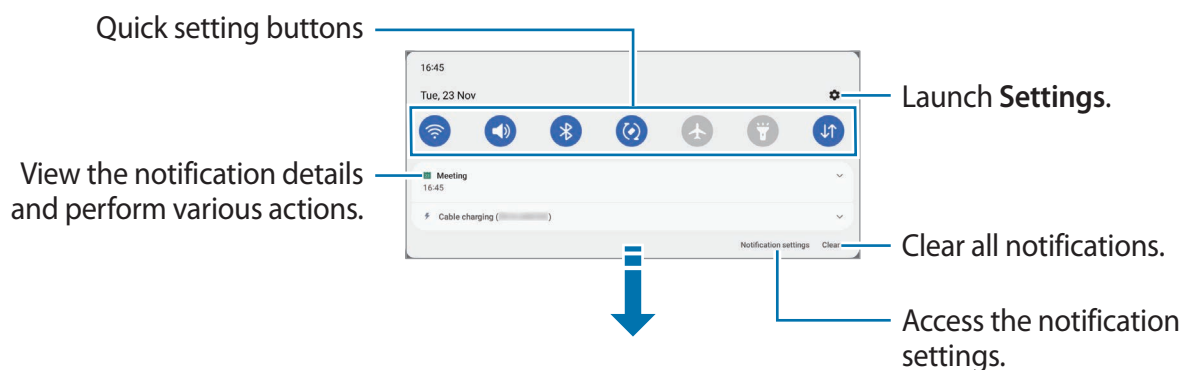 Quick setting buttons
16:45
Tue, 23 Nov
Launch Settings.
View the notification details
and perform various actions.
Meeting
16:45
Cable charging (
)
Notification settings Clear
Clear all notifications.
Access the notification
settings.